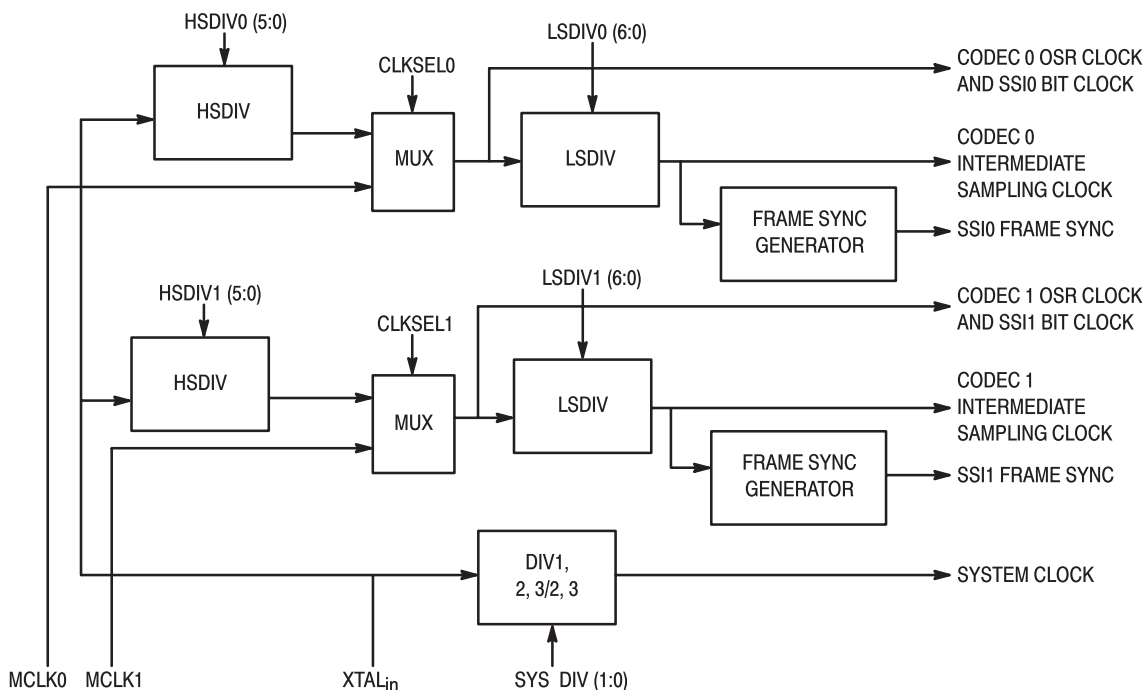 HSDIV0 (5:0)
LSDIV0 (6:0)
CLKSEL0
HSDIV
MUX
LSDIV
CODEC 0 OSR CLOCK
AND SSI0 BIT CLOCK
CODEC 0
INTERMEDIATE
SAMPLING CLOCK
FRAME SYNC
GENERATOR
SSI0 FRAME SYNC
HSDIV1 (5:0)
LSDIV1 (6:0)
CLKSEL1
HSDIV
MUX
LSDIV
CODEC 1 OSR CLOCK
AND SSI1 BIT CLOCK
CODEC 1
INTERMEDIATE
SAMPLING CLOCK
FRAME SYNC
GENERATOR
SSI1 FRAME SYNC
DIV1,
2, 3/2, 3
SYSTEM CLOCK
MCLK0 MCLK1 XTALin SYS DIV (1:0)